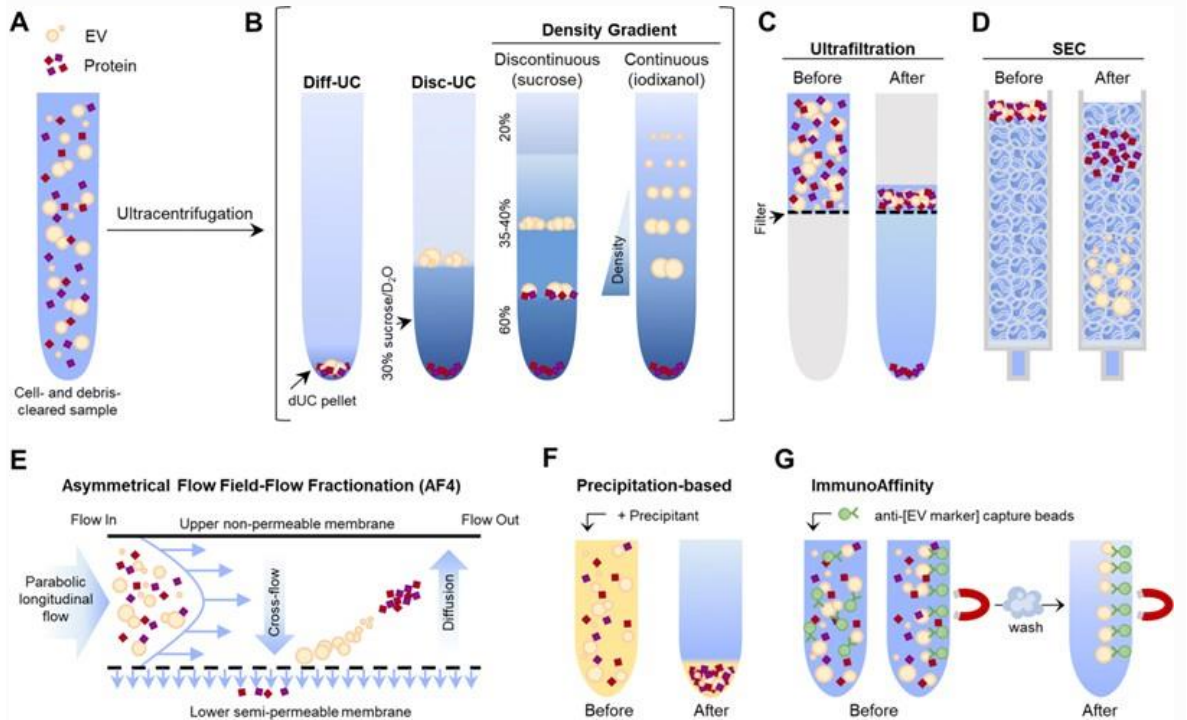 A
EV
Protein
Cell- and debris-
cleared sample
Ultracentrifugation
B
Density Gradient
Diff-UC
Disc-UC
Discontinuous
(sucrose)
Continuous
(iodixanol)
dUC pellet
30% sucrose/D₂O
20%
35-40%
60%
Density
C
Ultrafiltration
Before
After
Filter
D
SEC
Before
After
E
Asymmetrical Flow Field-Flow Fractionation (AF4)
Flow In
Upper non-permeable membrane
Flow Out
Parabolic
longitudinal
flow
Cross-flow
Diffusion
Lower semi-permeable membrane
F
Precipitation-based
+ Precipitant
Before
After
G
ImmunoAffinity
anti-[EV marker] capture beads
wash
Before
After